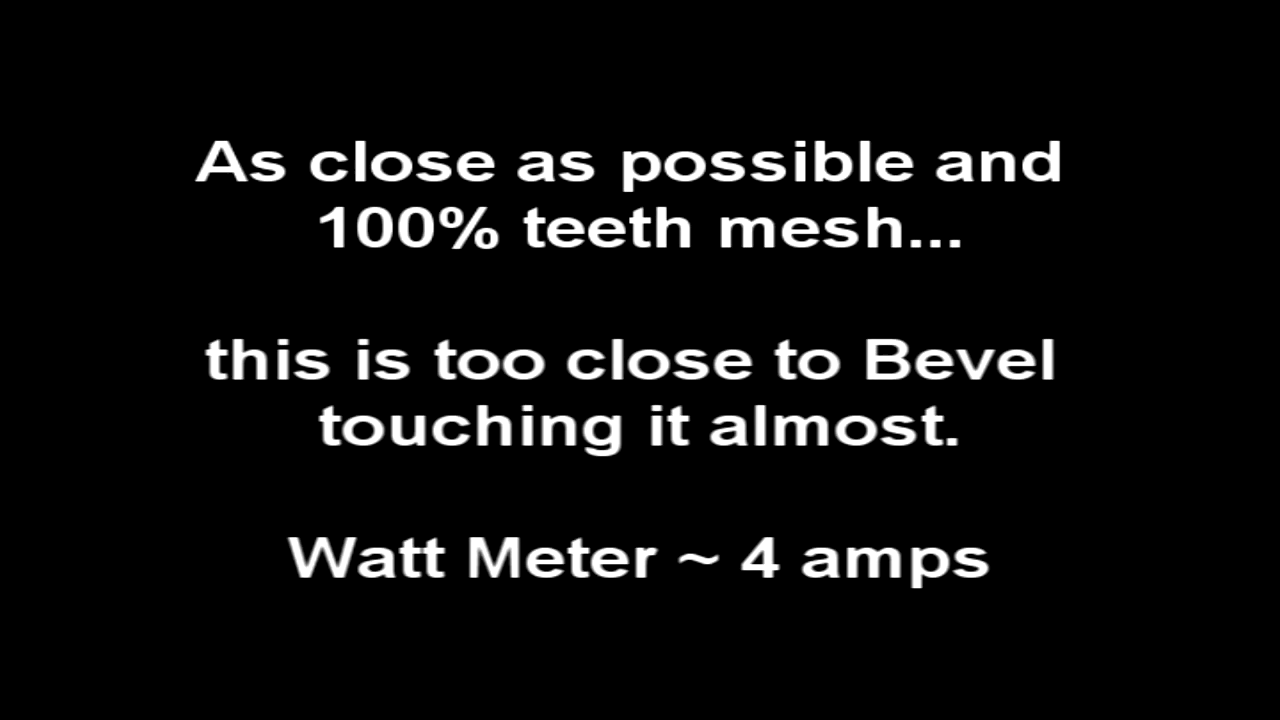 As close as possible and
100% teeth mesh...
this is too close to Bevel
touching it almost.
Watt Meter ~ 4 amps